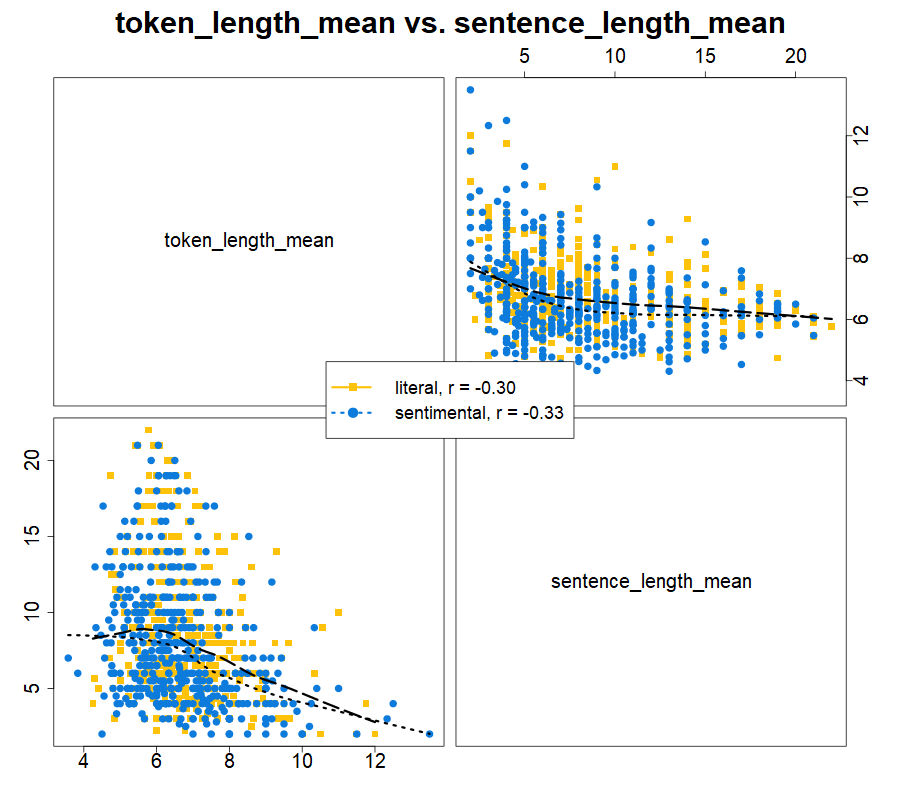 token_length_mean vs. sentence_length_mean
5 10 15 20
token_length_mean
4 6 8 10 12
literal, r = -0.30
sentimental, r = -0.33
5 10 15 20
sentence_length_mean
4 6 8 10 12